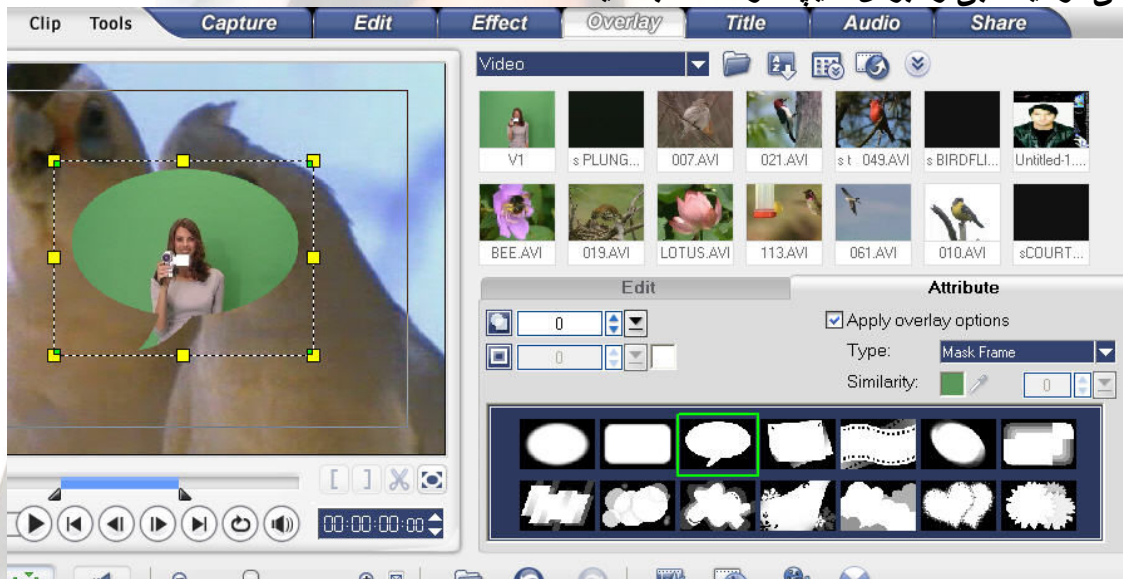 Clip Tools Capture Edit Effect Overlay Title Audio Share
Video
V1 s PLUNG... 007.AVI 021.AVI s t 049.AVI s BIRDFLI... Untitled-1....
BEE.AVI 019.AVI LOTUS.AVI 113.AVI 061.AVI 010.AVI sCOURT...
Edit Attribute
0 Apply overlay options
0 Type: Mask Frame
Similarity: 0
00:00:00:00